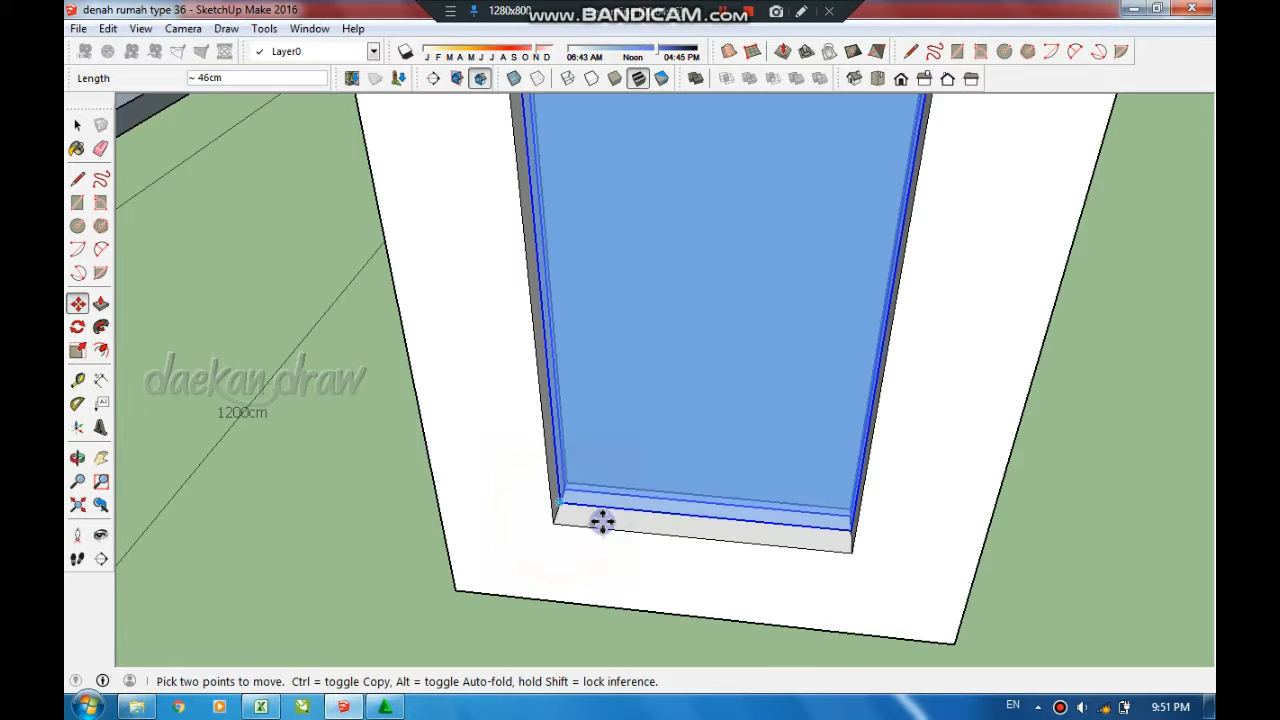 denah rumah type 36 - SketchUp Make 2016
1280x800
www.BANDICAM.com
File Edit View Camera Draw Tools Window Help
Layer0
J F M A M J J A S O N D
06:43 AM Noon 04:45 PM
Length ~ 46cm
daekan draw
1200cm
Pick two points to move. Ctrl = toggle Copy, Alt = toggle Auto-fold, hold Shift = lock inference.
EN
9:51 PM